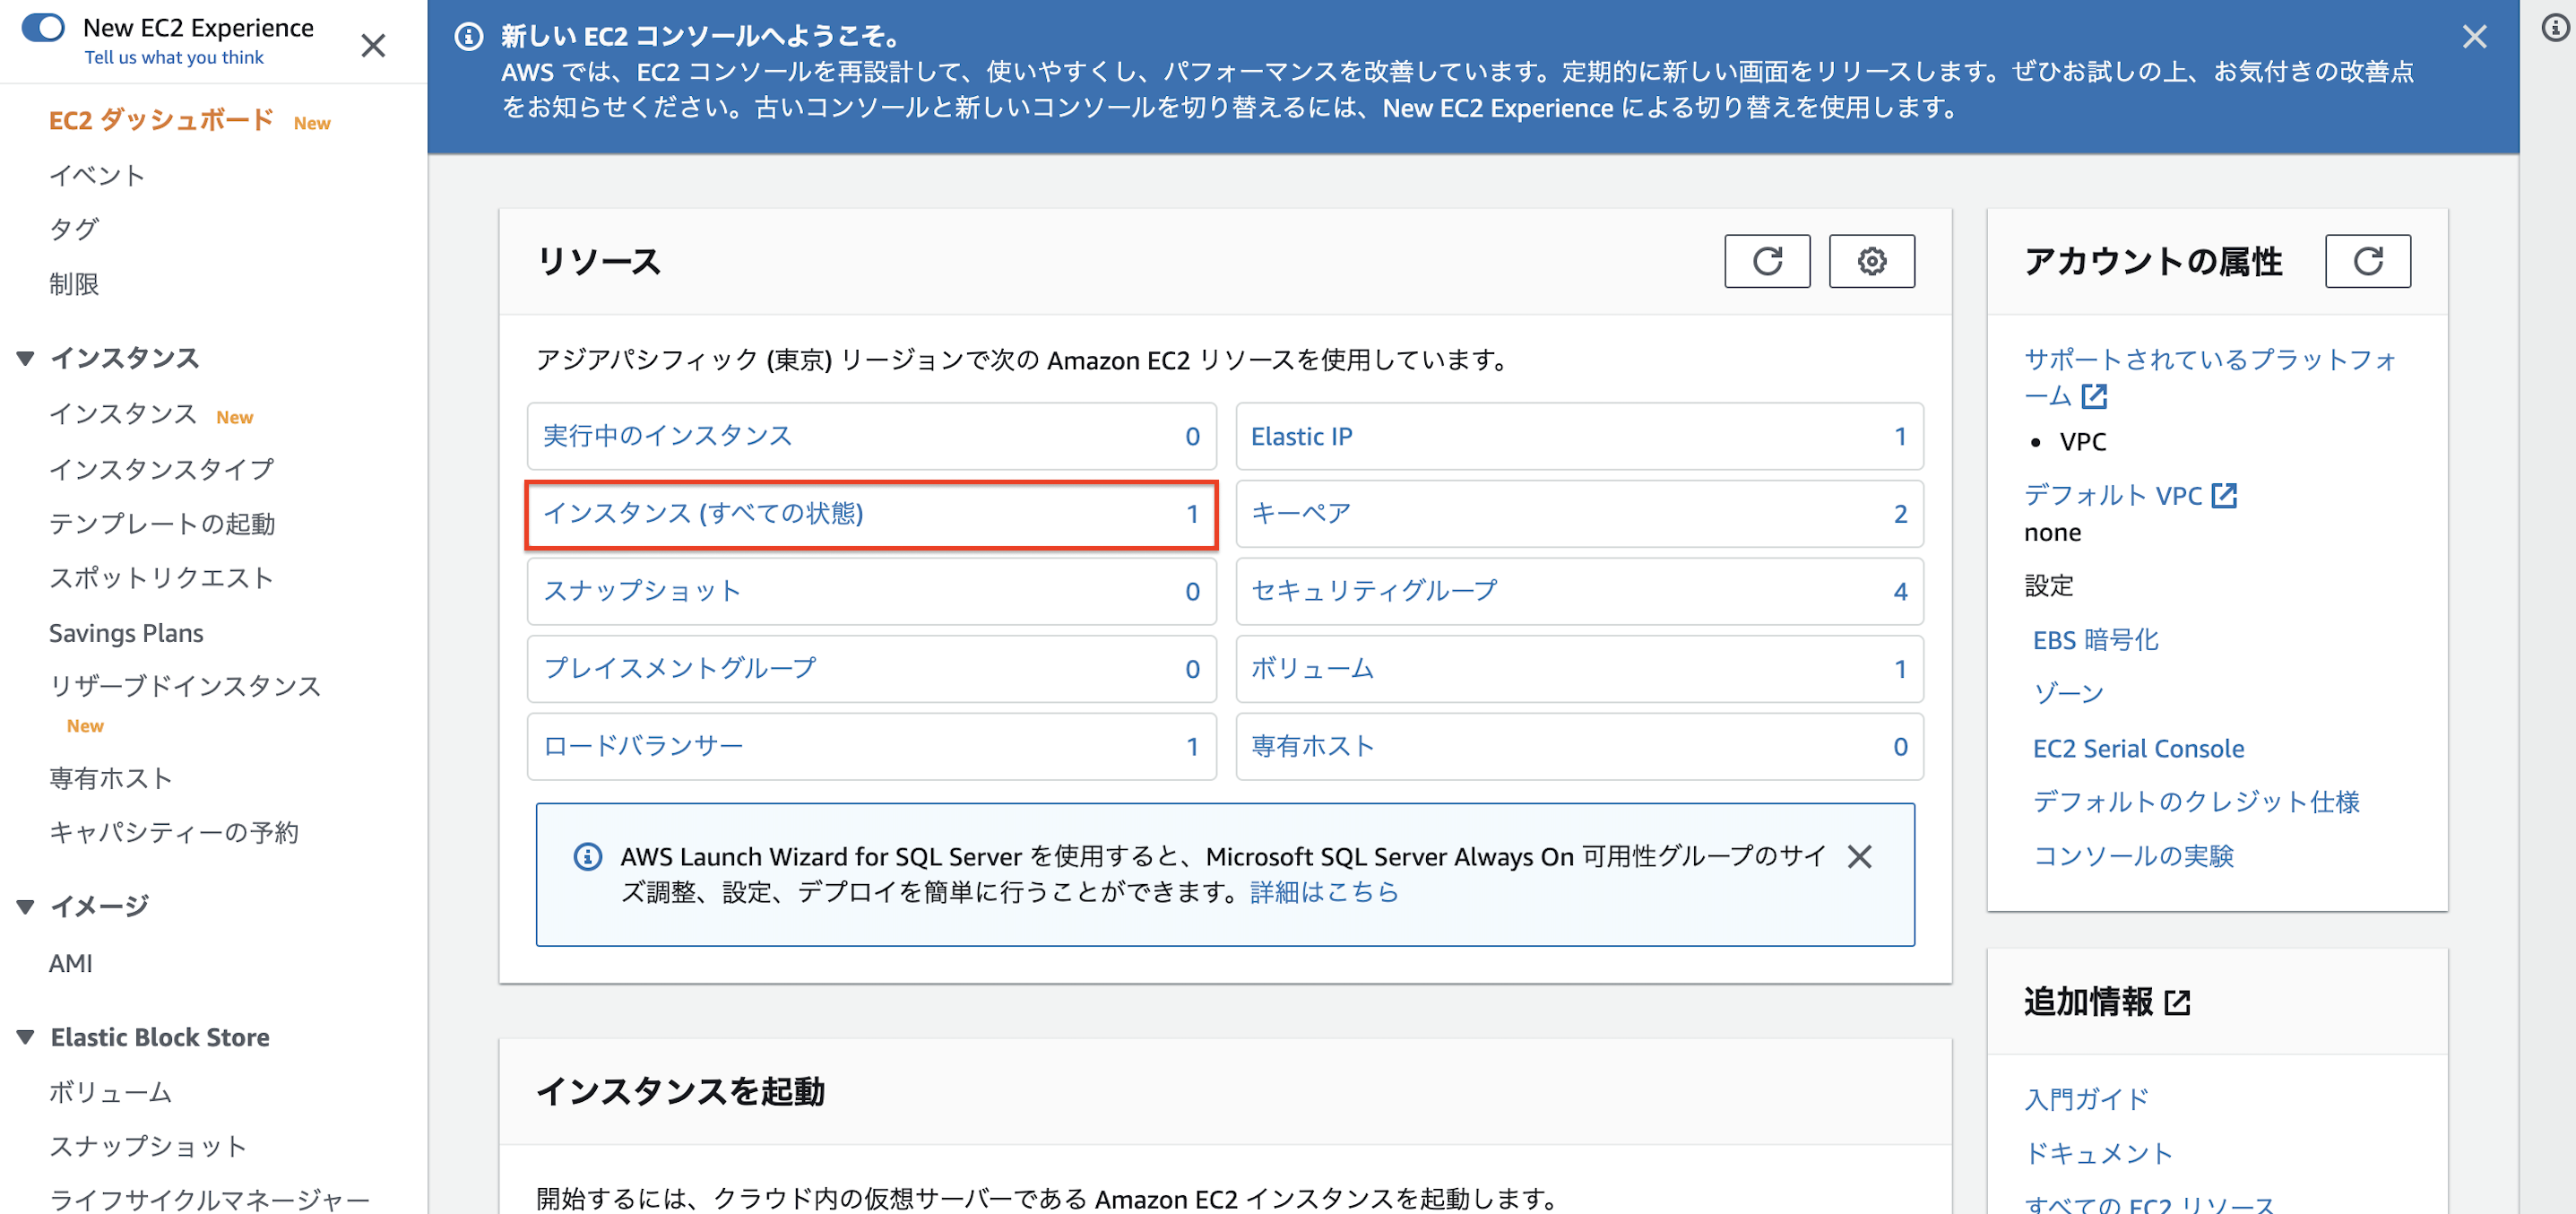 New EC2 Experience
Tell us what you think
EC2 ダッシュボード New
イベント
タグ
制限
インスタンス
インスタンス New
インスタンスタイプ
テンプレートの起動
スポットリクエスト
Savings Plans
リザーブドインスタンス
New
専有ホスト
キャパシティーの予約
イメージ
AMI
Elastic Block Store
ボリューム
スナップショット
ライフサイクルマネージャー
新しい EC2 コンソールへようこそ。
AWS では、EC2 コンソールを再設計して、使いやすくし、パフォーマンスを改善しています。定期的に新しい画面をリリースします。ぜひお試しの上、お気付きの改善点
をお知らせください。古いコンソールと新しいコンソールを切り替えるには、New EC2 Experience による切り替えを使用します。
リソース
アジアパシフィック (東京) リージョンで次の Amazon EC2 リソースを使用しています。
実行中のインスタンス 0
Elastic IP 1
インスタンス (すべての状態) 1
キーペア 2
スナップショット 0
セキュリティグループ 4
プレイスメントグループ 0
ボリューム 1
ロードバランサー 1
専有ホスト 0
AWS Launch Wizard for SQL Server を使用すると、Microsoft SQL Server Always On 可用性グループのサイ
ズ調整、設定、デプロイを簡単に行うことができます。詳細はこちら
インスタンスを起動
開始するには、クラウド内の仮想サーバーである Amazon EC2 インスタンスを起動します。
アカウントの属性
サポートされているプラットフォ
ーム
• VPC
デフォルト VPC
none
設定
EBS 暗号化
ゾーン
EC2 Serial Console
デフォルトのクレジット仕様
コンソールの実験
追加情報
入門ガイド
ドキュメント
すべての EC2 リソース